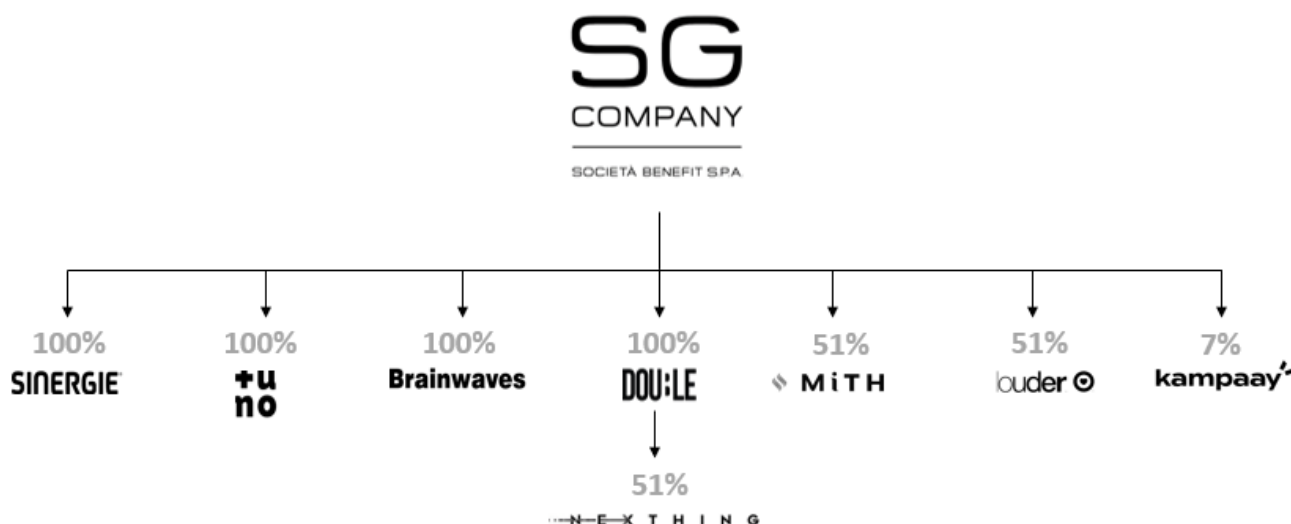 SG
COMPANY
SOCIETÀ BENEFIT S.P.A.
100% 100% 100% 100% 51% 51% 7%
SINERGIE +u Brainwaves DOU:LE MiTH louder kampaay
no
51%
NEXTHING